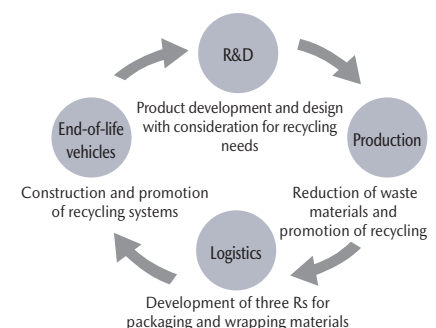 R&D
Product development and design
with consideration for recycling
needs
Production
Reduction of waste
materials and
promotion of recycling
Logistics
Development of three Rs for
packaging and wrapping materials
End-of-life
vehicles
Construction and promotion
of recycling systems